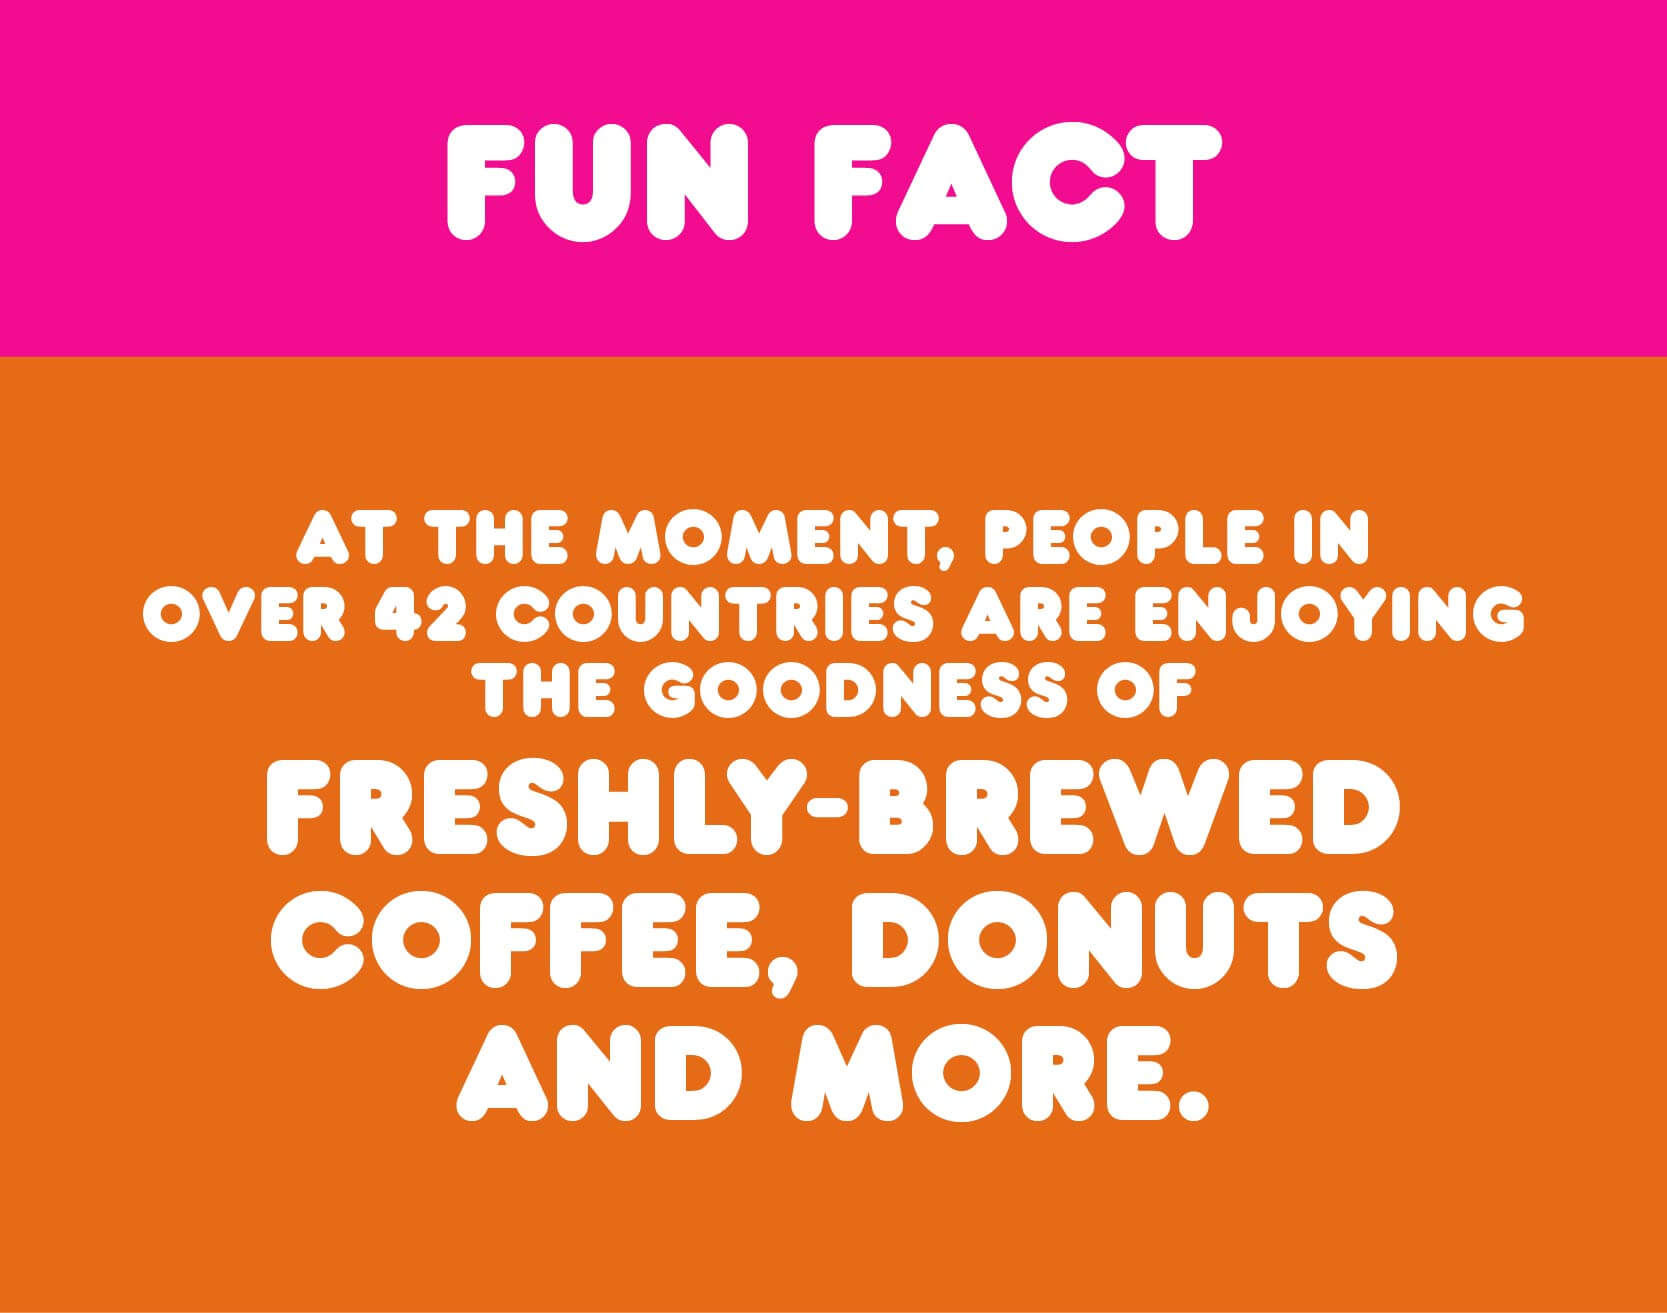 FUN FACT
AT THE MOMENT, PEOPLE IN
OVER 42 COUNTRIES ARE ENJOYING
THE GOODNESS OF
FRESHLY-BREWED
COFFEE, DONUTS
AND MORE.